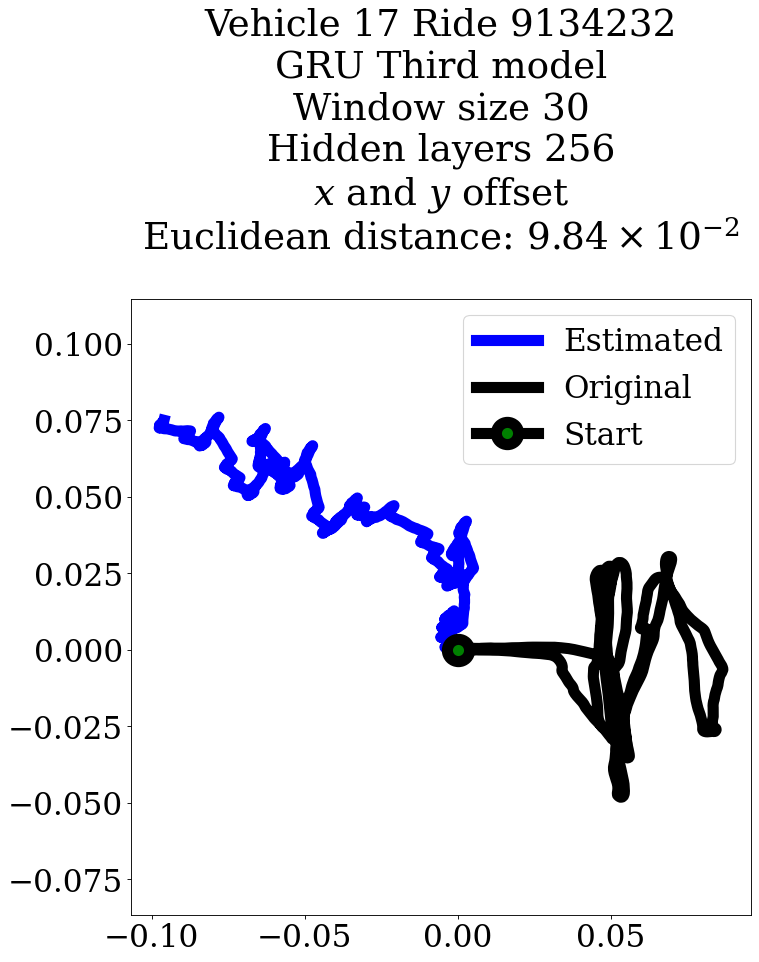 Vehicle 17 Ride 9134232
GRU Third model
Window size 30
Hidden layers 256
x and y offset
Euclidean distance: 9.84 × 10⁻²
Estimated
Original
Start
0.100
0.075
0.050
0.025
0.000
−0.025
−0.050
−0.075
−0.10
−0.05
0.00
0.05